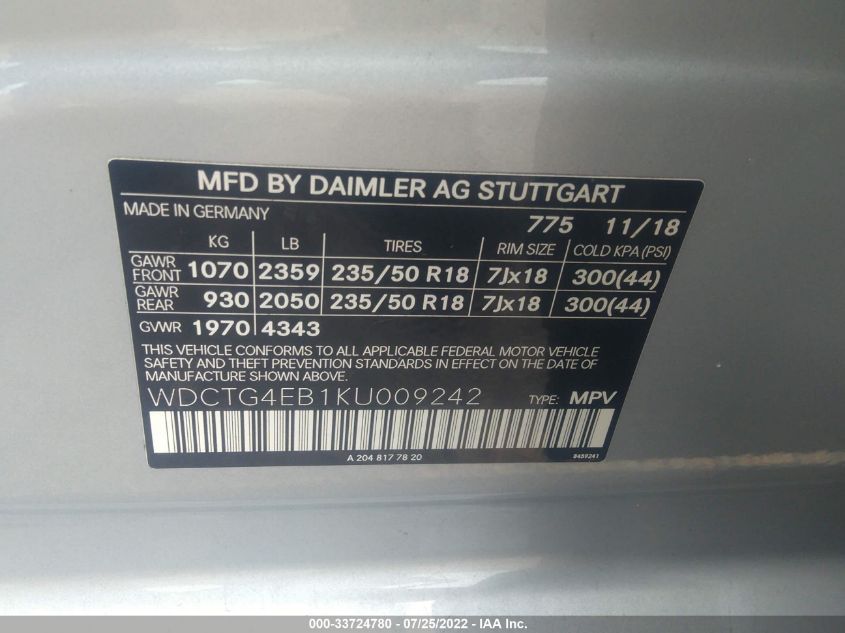 MFD BY DAIMLER AG STUTTGART
MADE IN GERMANY 775 11/18
KG LB TIRES RIM SIZE COLD KPA (PSI)
GAWR FRONT 1070 2359 235/50 R18 7Jx18 300(44)
GAWR REAR 930 2050 235/50 R18 7Jx18 300(44)
GVWR 1970 4343
THIS VEHICLE CONFORMS TO ALL APPLICABLE FEDERAL MOTOR VEHICLE
SAFETY AND THEFT PREVENTION STANDARDS IN EFFECT ON THE DATE OF
MANUFACTURE SHOWN ABOVE.
WDCTG4EB1KU009242 TYPE: MPV
A 204 817 78 20 8459241
000-33724780 - 07/25/2022 - IAA Inc.